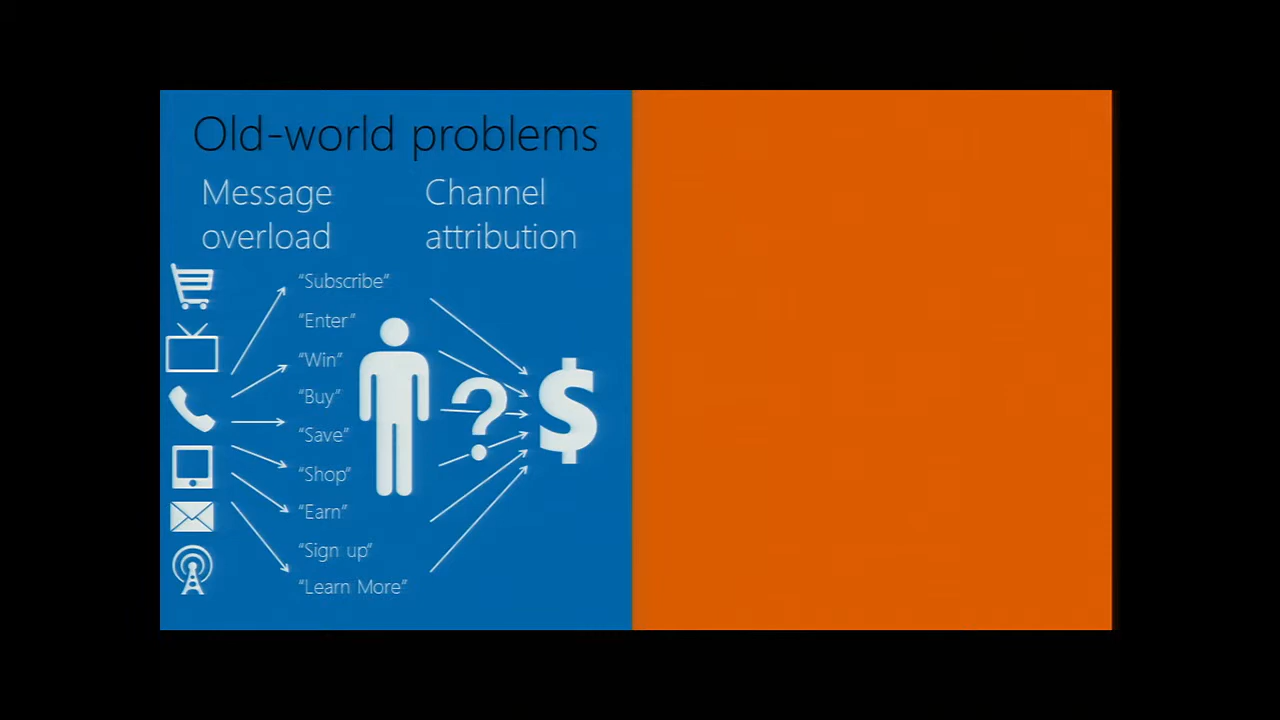 Old-world problems
Message
overload
Channel
attribution
“Subscribe”
“Enter”
“Win”
“Buy”
“Save”
“Shop”
“Earn”
“Sign up”
“Learn More”
?
$